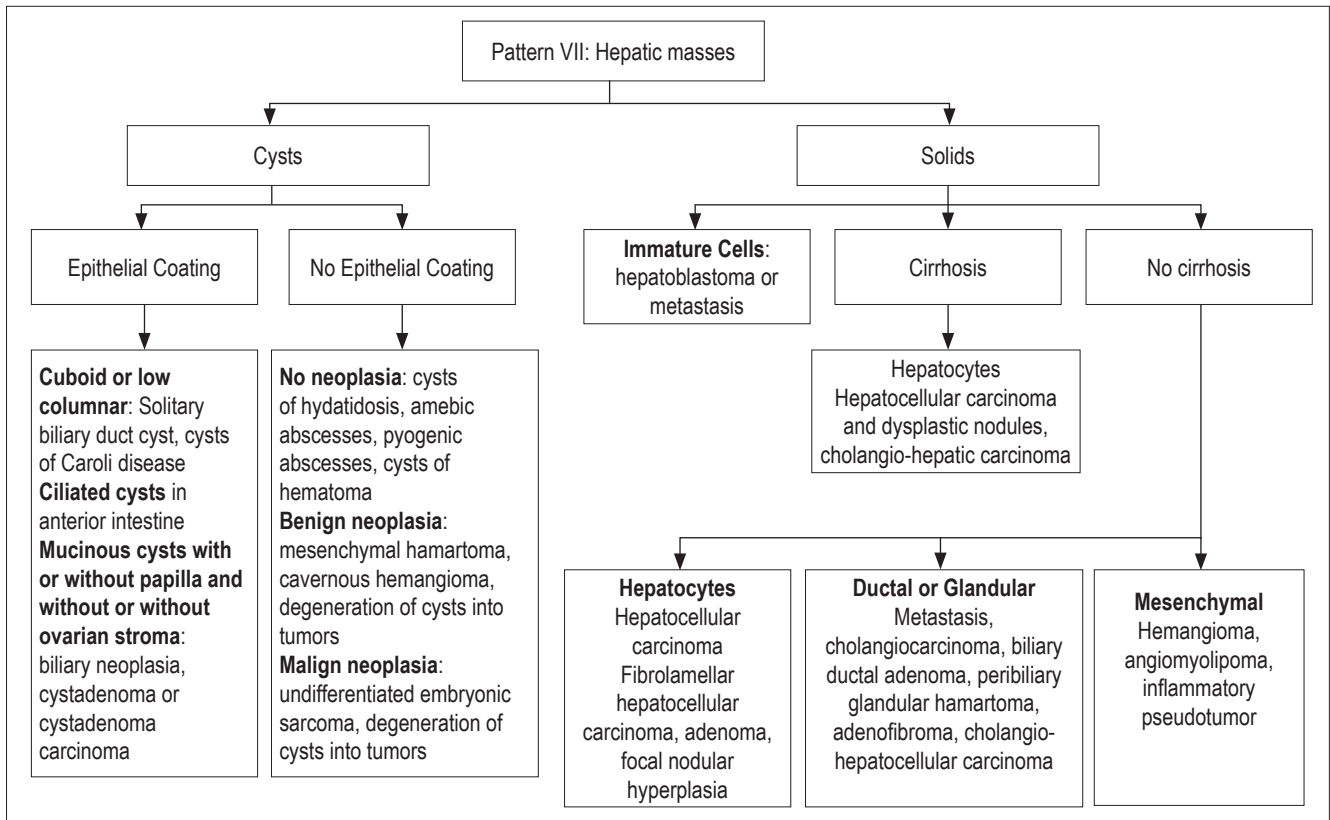 Pattern VII: Hepatic masses
Cysts
Solids
Epithelial Coating
No Epithelial Coating
Immature Cells:
hepatoblastoma or
metastasis
Cirrhosis
No cirrhosis
Cuboid or low
columnar: Solitary
biliary duct cyst, cysts
of Caroli disease
Ciliated cysts in
anterior intestine
Mucinous cysts with
or without papilla and
without or without
ovarian stroma:
biliary neoplasia,
cystadenoma or
cystadenoma
carcinoma
No neoplasia: cysts
of hydatidosis, amebic
abscesses, pyogenic
abscesses, cysts of
hematoma
Benign neoplasia:
mesenchymal hamartoma,
cavernous hemangioma,
degeneration of cysts into
tumors
Malign neoplasia:
undifferentiated embryonic
sarcoma, degeneration of
cysts into tumors
Hepatocytes
Hepatocellular carcinoma
and dysplastic nodules,
cholangio-hepatic carcinoma
Hepatocytes
Hepatocellular
carcinoma
Fibrolamellar
hepatocellular
carcinoma, adenoma,
focal nodular
hyperplasia
Ductal or Glandular
Metastasis,
cholangiocarcinoma, biliary
ductal adenoma, peribiliary
glandular hamartoma,
adenofibroma, cholangio-
hepatocellular carcinoma
Mesenchymal
Hemangioma,
angiomyolipoma,
inflammatory
pseudotumor